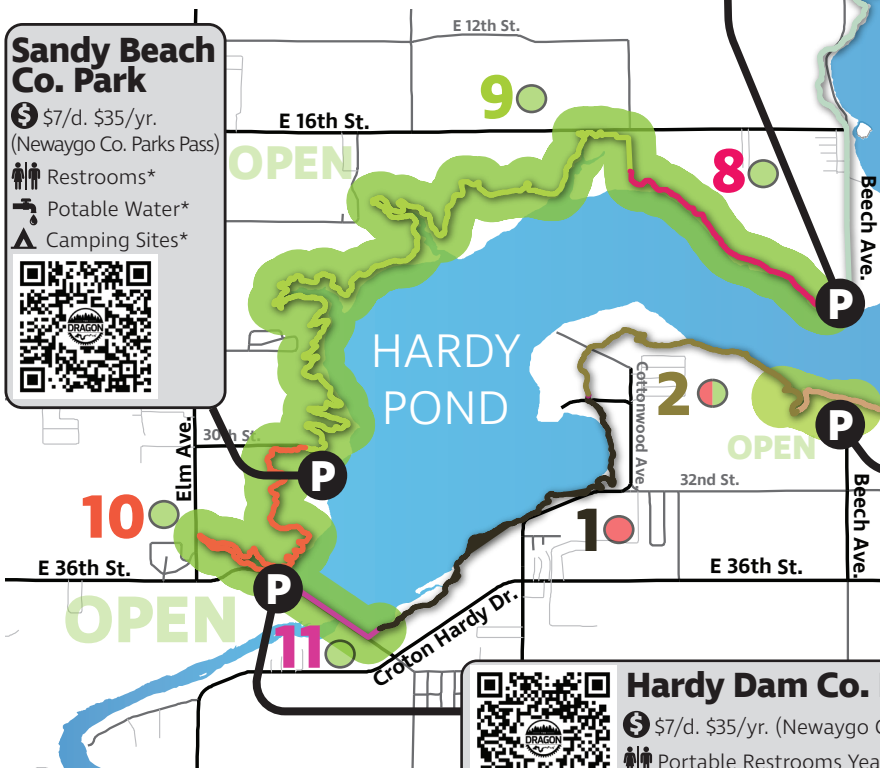 Sandy Beach
Co. Park
$ $7/d. $35/yr.
(Newaygo Co. Parks Pass)
Restrooms*
Potable Water*
Camping Sites*
DRAGON
E 12th St.
9
E 16th St.
OPEN
8
Beech Ave.
P
HARDY
POND
Cottonwood Ave.
2
OPEN
P
30th St.
Elm Ave.
P
32nd St.
Beech Ave.
10
1
E 36th St.
E 36th St.
P
OPEN
11
Croton Hardy Dr.
DRAGON
Hardy Dam Co.
$ $7/d. $35/yr. (Newaygo
Portable Restrooms Yea